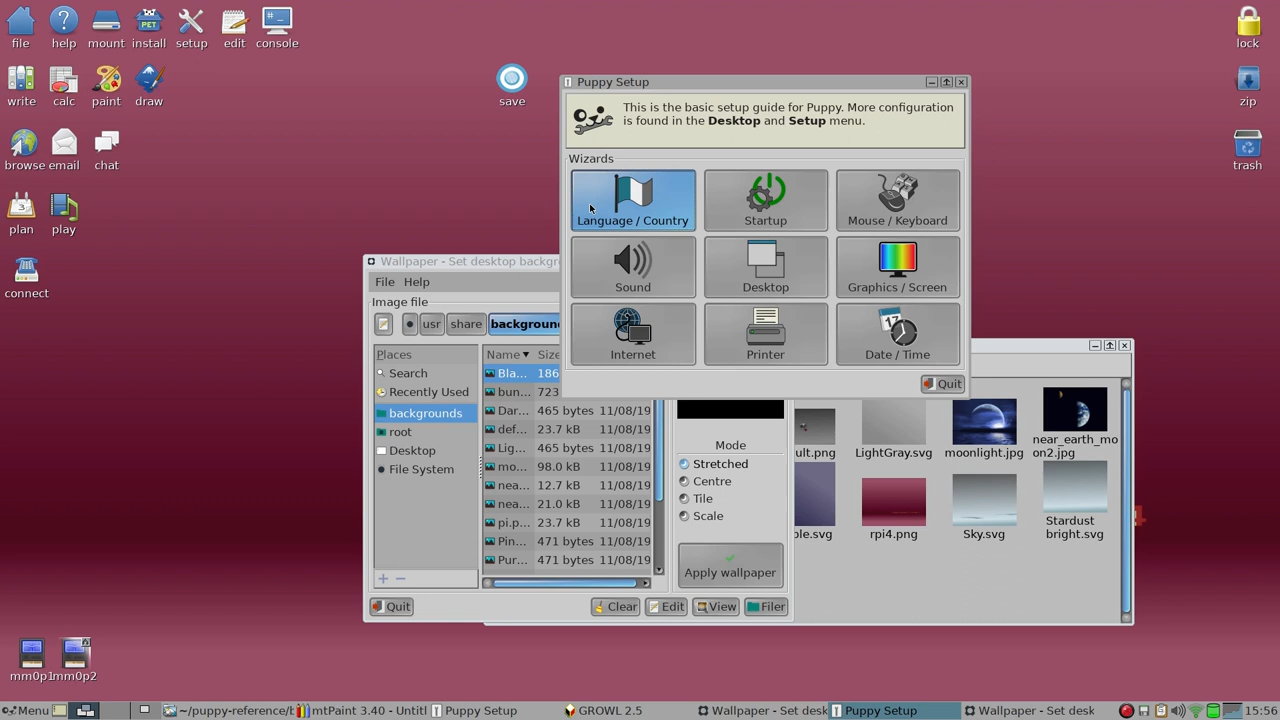 file help mount install setup edit console lock
PET
write calc paint draw save zip
browse email chat trash
plan play
3
connect
Puppy Setup
This is the basic setup guide for Puppy. More configuration
is found in the Desktop and Setup menu.
Wizards
Language / Country Startup Mouse / Keyboard
Sound Desktop Graphics / Screen
17
Internet Printer Date / Time
Quit
Wallpaper - Set desktop backgr
File Help
Image file
usr share backgroun
Places
Search
Recently Used
backgrounds
root
Desktop
File System
Name Size
Bla... 186
bun... 723
Dar... 465 bytes 11/08/19
def... 23.7 kB 11/08/19
Lig... 465 bytes 11/08/19
mo... 98.0 kB 11/08/19
nea... 12.7 kB 11/08/19
nea... 21.0 kB 11/08/19
pi.p... 23.7 kB 11/08/19
Pin... 471 bytes 11/08/19
Pur... 471 bytes 11/08/19
Mode
Stretched
Centre
Tile
Scale
Apply wallpaper
Quit Clear Edit View Filer
ult.png LightGray.svg moonlight.jpg near_earth_mo
on2.jpg
ple.svg rpi4.png Sky.svg Stardust
bright.svg
mm0p1 mm0p2
Menu ~/puppy-reference/b mtPaint 3.40 - Untitl Puppy Setup GROWL 2.5 Wallpaper - Set desk Puppy Setup Wallpaper - Set desk 15:56